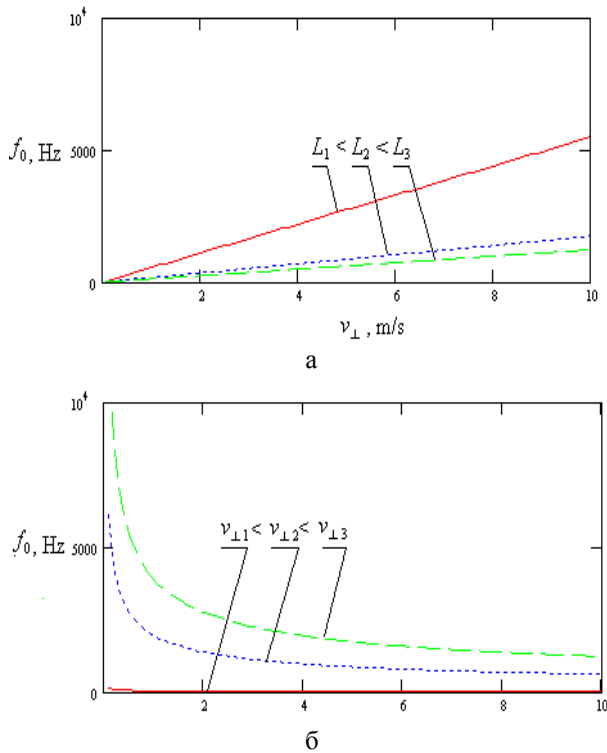 10⁴
f₀, Hz
5000
L₁ < L₂ < L₃
0
2 4 6 8 10
v⊥ , m/s
а
10⁴
f₀, Hz
5000
v⊥1 < v⊥2 < v⊥3
0
2 4 6 8 10
б